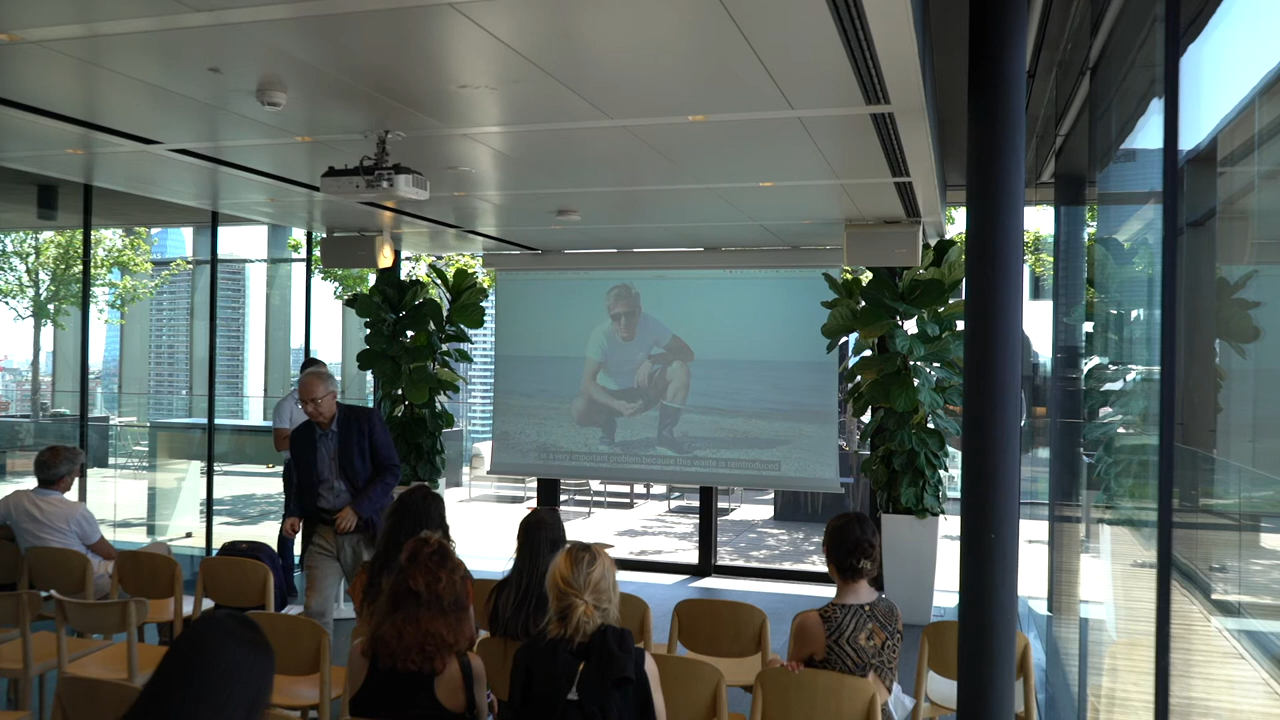 is a very important problem because this waste is reintroduced